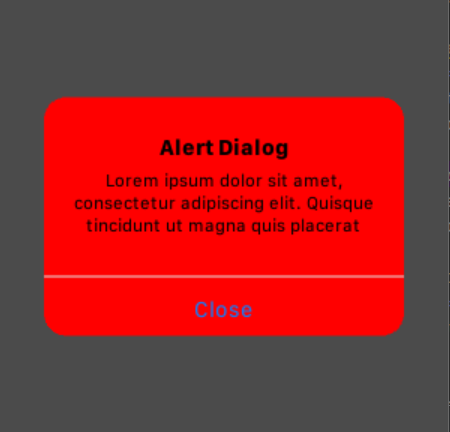 Alert Dialog
Lorem ipsum dolor sit amet,
consectetur adipiscing elit. Quisque
tincidunt ut magna quis placerat
Close